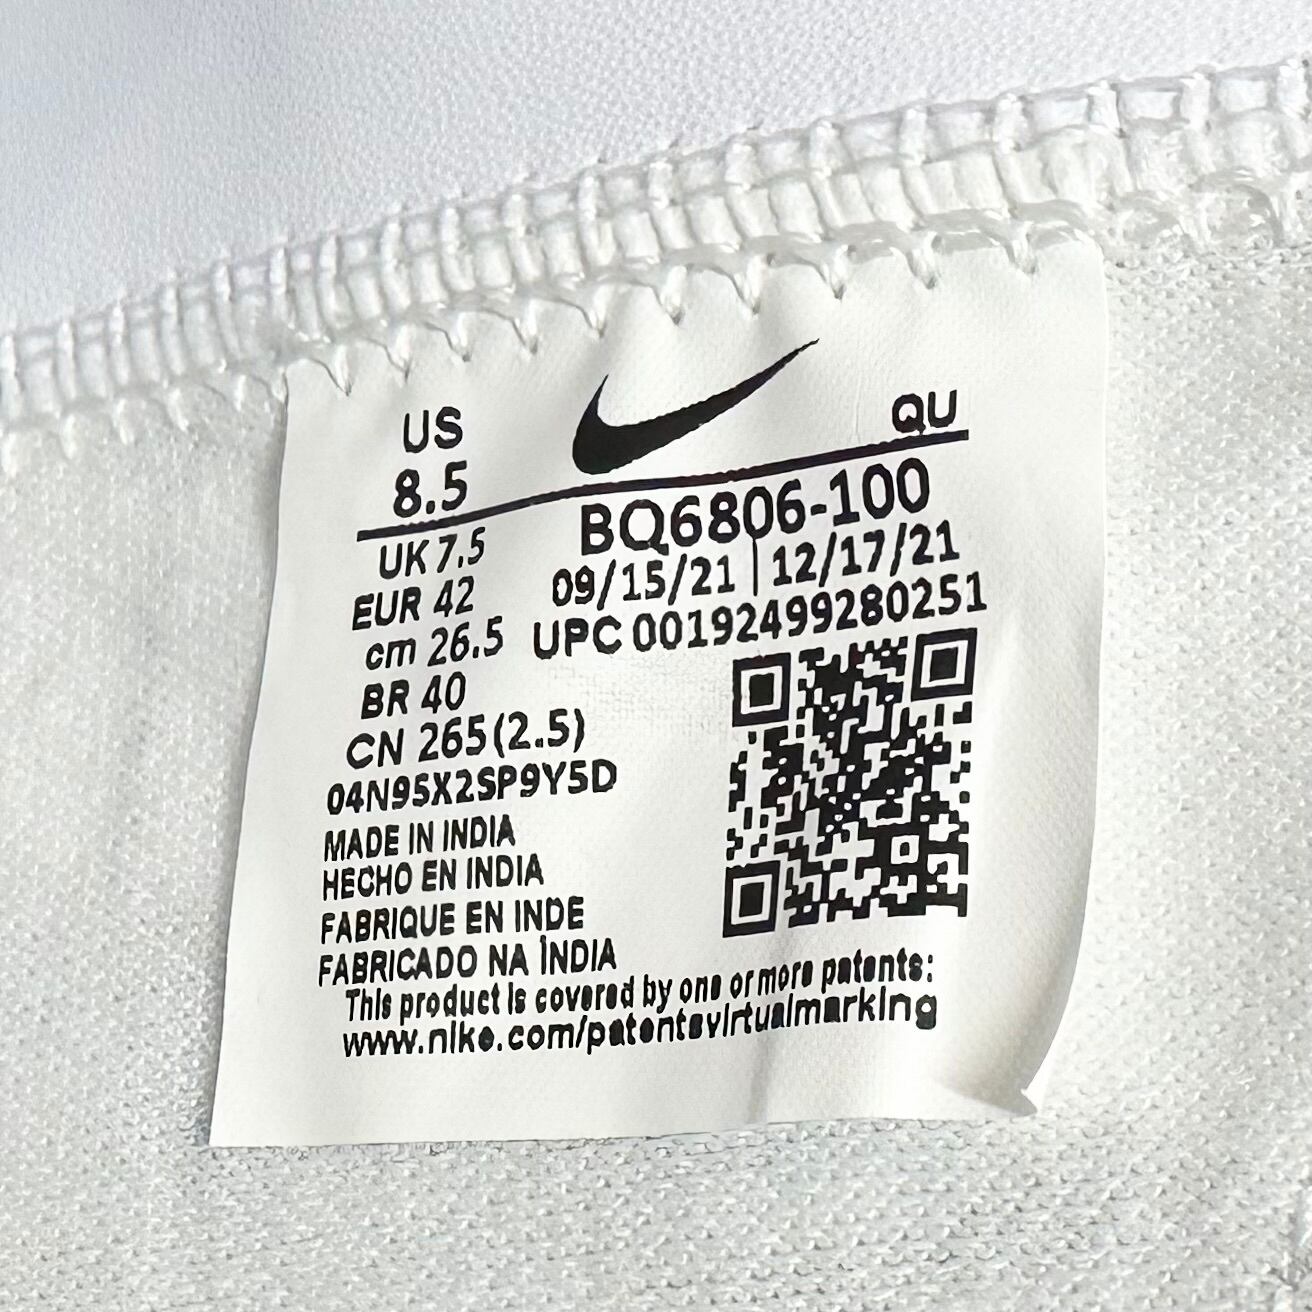 US
8.5
QU
UK 7.5
EUR 42
cm 26.5
BR 40
CN 265(2.5)
BQ6806-100
09/15/21 | 12/17/21
UPC 00192499280251
04N95X2SP9Y5D
MADE IN INDIA
HECHO EN INDIA
FABRIQUE EN INDE
FABRICADO NA ÍNDIA
This product is covered by one or more patents:
www.nike.com/patentsvirtualmarking